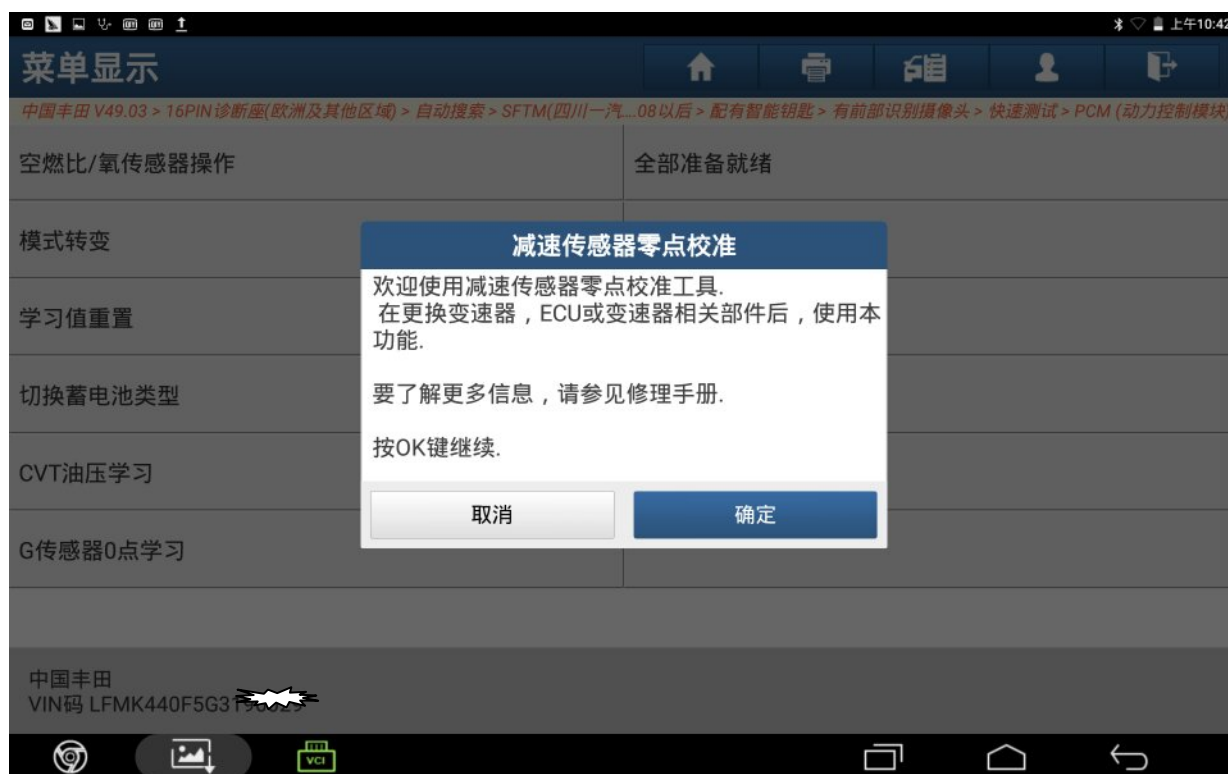 上午10:42
菜单显示
中国丰田 V49.03 > 16PIN诊断座(欧洲及其他区域) > 自动搜索 > SFTM(四川一汽....08以后 > 配有智能钥匙 > 有前部识别摄像头 > 快速测试 > PCM (动力控制模块)
空燃比/氧传感器操作
全部准备就绪
模式转变
减速传感器零点校准
欢迎使用减速传感器零点校准工具.
在更换变速器，ECU或变速器相关部件后，使用本
功能.
要了解更多信息，请参见修理手册.
按OK键继续.
取消
确定
学习值重置
切换蓄电池类型
CVT油压学习
G传感器0点学习
中国丰田
VIN码 LFMK440F5G3
VCI